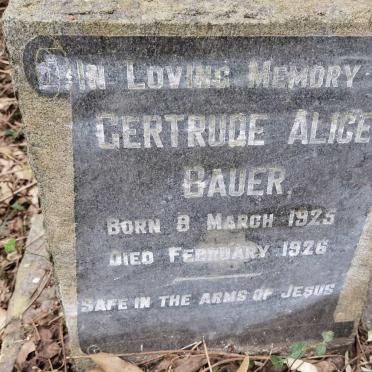 IN LOVING MEMORY
GERTRUDE ALICE
BAUER.
BORN 8 MARCH 1925
DIED FEBRUARY 1926
SAFE IN THE ARMS OF JESUS